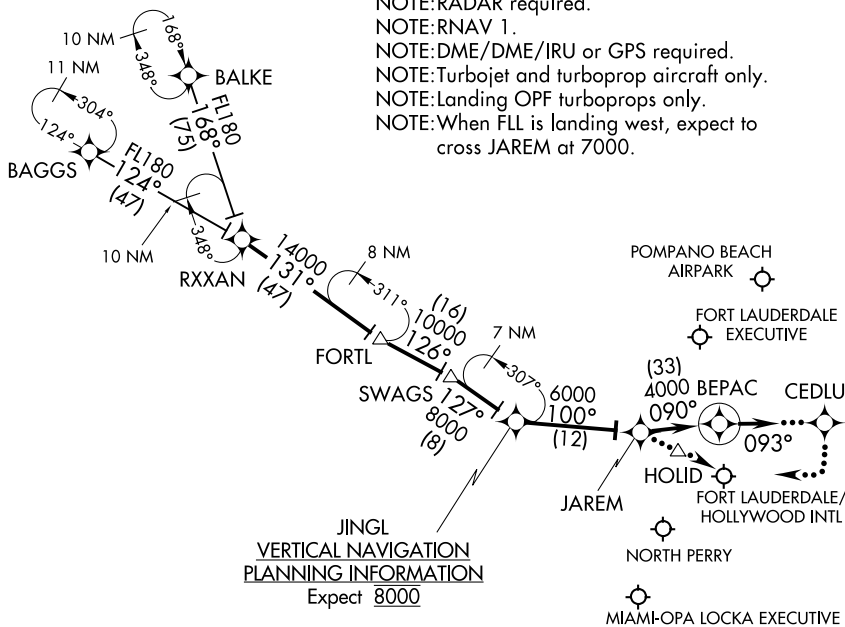 NOTE:RADAR required.
NOTE:RNAV 1.
NOTE:DME/DME/IRU or GPS required.
NOTE:Turbojet and turboprop aircraft only.
NOTE:Landing OPF turboprops only.
NOTE:When FLL is landing west, expect to
cross JAREM at 7000.
10 NM
168°
348°
BALKE
11 NM
304°
124°
BAGGS
FL180
168°
(75)
FL180
124°
(47)
10 NM
348°
RXXAN
14000
131°
(47)
8 NM
311°
FORTL
(16)
10000
126°
7 NM
307°
SWAGS
127°
8000
(8)
6000
100°
(12)
JAREM
JINGL
VERTICAL NAVIGATION
PLANNING INFORMATION
Expect 8000
POMPANO BEACH
AIRPARK
FORT LAUDERDALE
EXECUTIVE
(33)
4000
090°
BEPAC
CEDLU
093°
HOLID
FORT LAUDERDALE/
HOLLYWOOD INTL
NORTH PERRY
MIAMI-OPA LOCKA EXECUTIVE